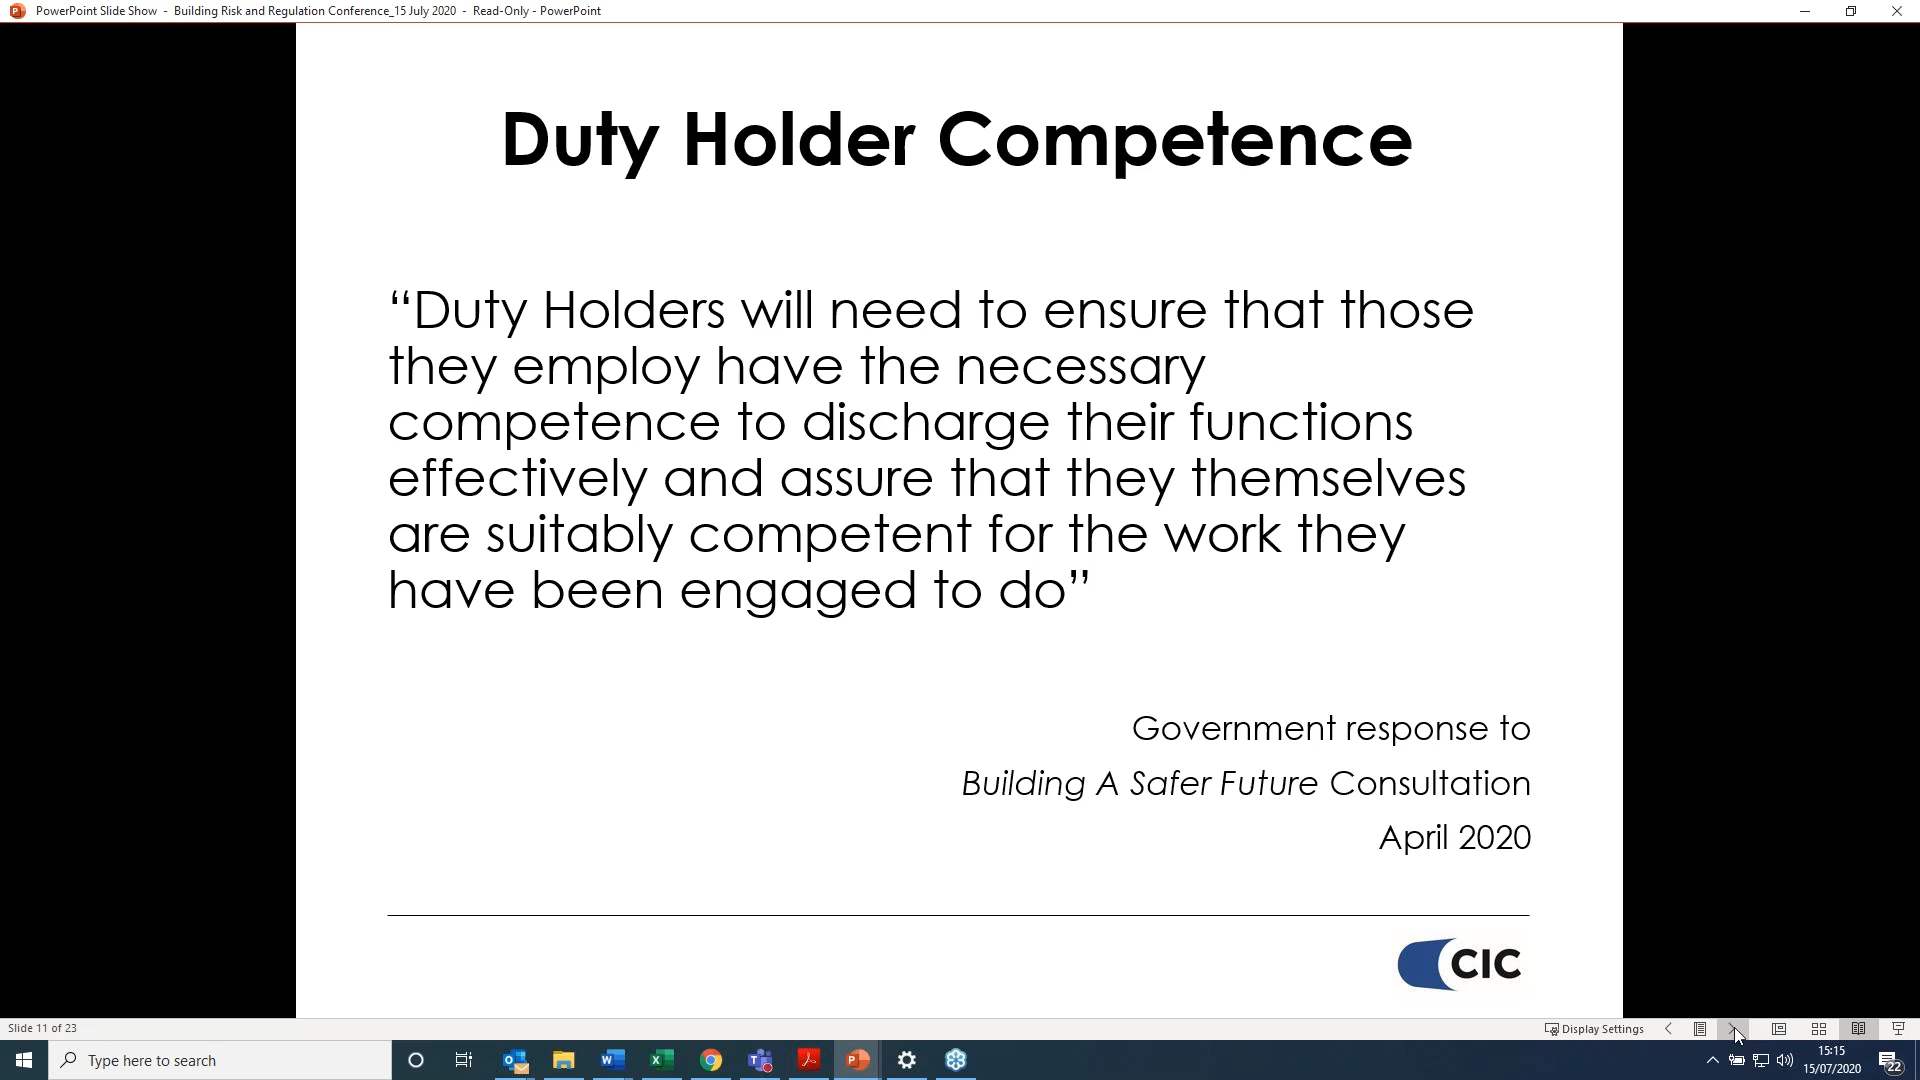 PowerPoint Slide Show - Building Risk and Regulation Conference_15 July 2020 - Read-Only - PowerPoint
Duty Holder Competence
“Duty Holders will need to ensure that those
they employ have the necessary
competence to discharge their functions
effectively and assure that they themselves
are suitably competent for the work they
have been engaged to do”
Government response to
Building A Safer Future Consultation
April 2020
CIC
Slide 11 of 23
Display Settings
Type here to search
15:15
15/07/2020
22